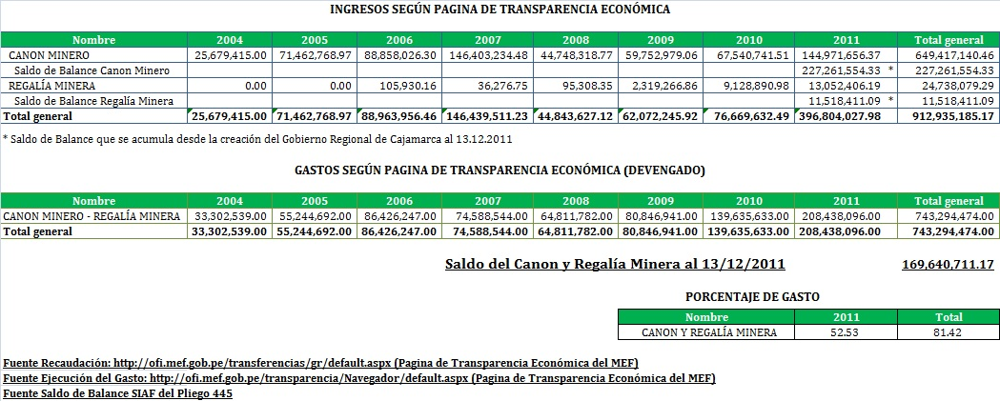 INGRESOS SEGÚN PAGINA DE TRANSPARENCIA ECONÓMICA
Nombre 2004 2005 2006 2007 2008 2009 2010 2011 Total general
CANON MINERO 25,679,415.00 71,462,768.97 88,858,026.30 146,403,234.48 44,748,318.77 59,752,979.06 67,540,741.51 144,971,656.37 649,417,140.46
Saldo de Balance Canon Minero 227,261,554.33 * 227,261,554.33
REGALÍA MINERA 0.00 0.00 105,930.16 36,276.75 95,308.35 2,319,266.86 9,128,890.98 13,052,406.19 24,738,079.29
Saldo de Balance Regalía Minera 11,518,411.09 * 11,518,411.09
Total general 25,679,415.00 71,462,768.97 88,963,956.46 146,439,511.23 44,843,627.12 62,072,245.92 76,669,632.49 396,804,027.98 912,935,185.17
* Saldo de Balance que se acumula desde la creación del Gobierno Regional de Cajamarca al 13.12.2011
GASTOS SEGÚN PAGINA DE TRANSPARENCIA ECONÓMICA (DEVENGADO)
Nombre 2004 2005 2006 2007 2008 2009 2010 2011 Total general
CANON MINERO - REGALÍA MINERA 33,302,539.00 55,244,692.00 86,426,247.00 74,588,544.00 64,811,782.00 80,846,941.00 139,635,633.00 208,438,096.00 743,294,474.00
Total general 33,302,539.00 55,244,692.00 86,426,247.00 74,588,544.00 64,811,782.00 80,846,941.00 139,635,633.00 208,438,096.00 743,294,474.00
Saldo del Canon y Regalía Minera al 13/12/2011 169,640,711.17
PORCENTAJE DE GASTO
Nombre 2011 Total
CANON Y REGALÍA MINERA 52.53 81.42
Fuente Recaudación: http://ofi.mef.gob.pe/transferencias/gr/default.aspx (Pagina de Transparencia Económica del MEF)
Fuente Ejecución del Gasto: http://ofi.mef.gob.pe/transparencia/Navegador/default.aspx (Pagina de Transparencia Económica del MEF)
Fuente Saldo de Balance SIAF del Pliego 445